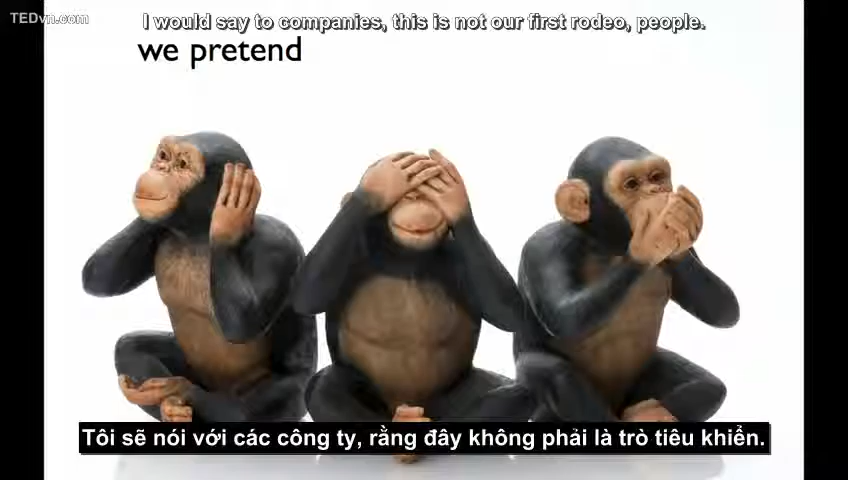 TEDvn.com
I would say to companies, this is not our first rodeo, people.
we pretend
Tôi sẽ nói với các công ty, rằng đây không phải là trò tiêu khiển.